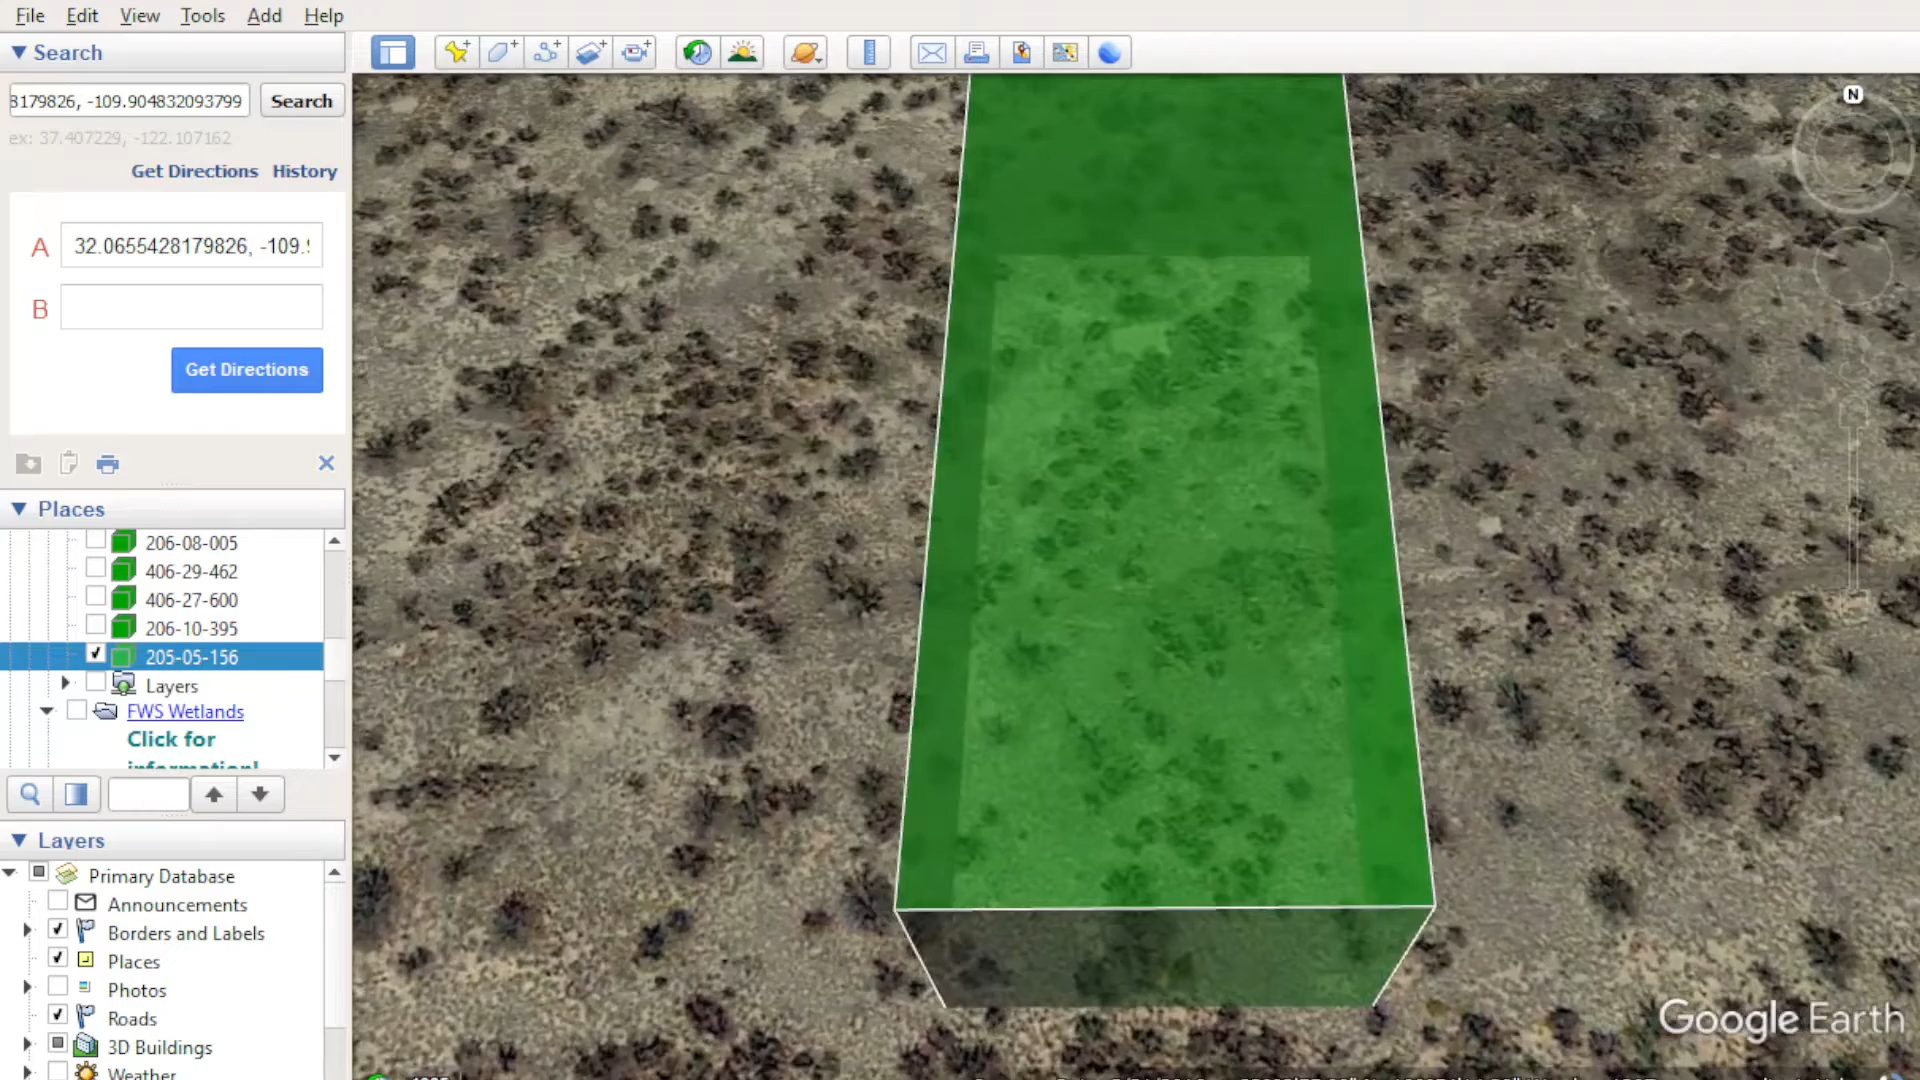 File Edit View Tools Add Help
Search
8179826, -109.904832093799 Search
ex: 37.407229, -122.107162
Get Directions History
A 32.0655428179826, -109.9
B
Get Directions
Places
206-08-005
406-29-462
406-27-600
206-10-395
205-05-156
Layers
FWS Wetlands
Click for
information!
Layers
Primary Database
Announcements
Borders and Labels
Places
Photos
Roads
3D Buildings
Weather
N
Google Earth